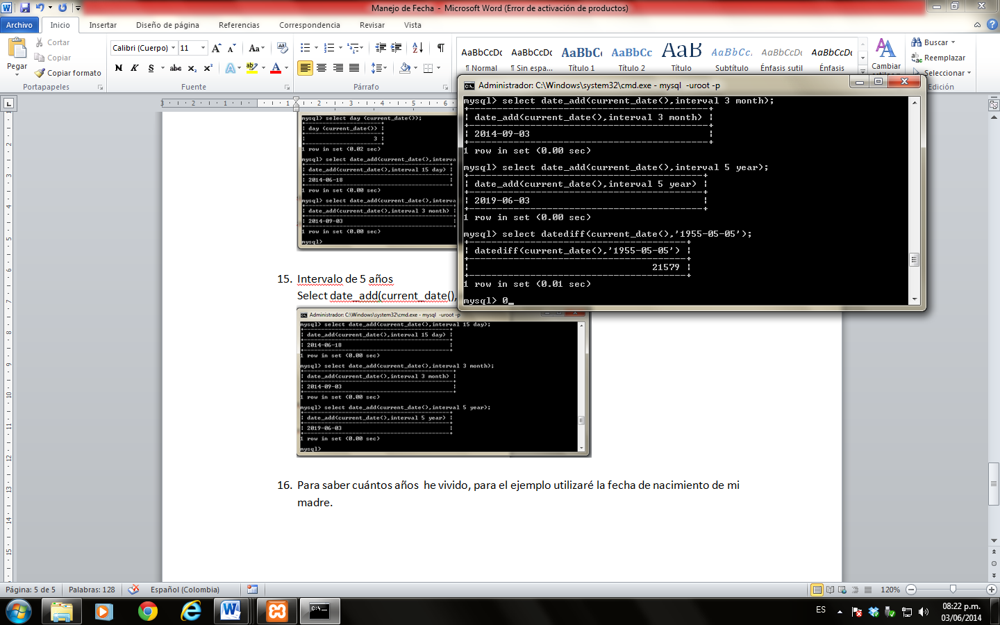 Manejo de Fecha - Microsoft Word (Error de activación de productos)
Archivo Inicio Insertar Diseño de página Referencias Correspondencia Revisar Vista
Pegar
Cortar
Copiar
Copiar formato
Portapapeles
Calibri (Cuerpo) 11
Fuente
Párrafo
AaBbCcDc AaBbCcDc AaBbC AaBbCc AaB AaBbCc. AaBbCcDc AaBbCcDc
¶ Normal ¶ Sin espa... Título 1 Título 2 Título Subtítulo Énfasis sutil Énfasis
Cambiar
Buscar
Reemplazar
Seleccionar
Edición
mysql> select day (current_date());
| day (current_date()) |
| 3 |
1 row in set (0.02 sec)
mysql> select date_add(current_date(),interva
| date_add(current_date(),interval 15 day) |
| 2014-06-18 |
1 row in set (0.00 sec)
mysql> select date_add(current_date(),interva
| date_add(current_date(),interval 3 month)
| 2014-09-03
1 row in set (0.00 sec)
mysql>
15. Intervalo de 5 años
Select date_add(current_date(),
Administrador: C:\Windows\system32\cmd.exe - mysql -uroot -p
mysql> select date_add(current_date(),interval 15 day);
| date_add(current_date(),interval 15 day) |
| 2014-06-18 |
1 row in set (0.00 sec)
mysql> select date_add(current_date(),interval 3 month);
| date_add(current_date(),interval 3 month) |
| 2014-09-03 |
1 row in set (0.00 sec)
mysql> select date_add(current_date(),interval 5 year);
| date_add(current_date(),interval 5 year) |
| 2019-06-03 |
1 row in set (0.00 sec)
mysql>
16. Para saber cuántos años he vivido, para el ejemplo utilizaré la fecha de nacimiento de mi
madre.
Administrador: C:\Windows\system32\cmd.exe - mysql -uroot -p
mysql> select date_add(current_date(),interval 3 month);
| date_add(current_date(),interval 3 month) |
| 2014-09-03 |
1 row in set (0.00 sec)
mysql> select date_add(current_date(),interval 5 year);
| date_add(current_date(),interval 5 year) |
| 2019-06-03 |
1 row in set (0.00 sec)
mysql> select datediff(current_date(),'1955-05-05');
| datediff(current_date(),'1955-05-05') |
| 21579 |
1 row in set (0.01 sec)
mysql> 0_
Página: 5 de 5 Palabras: 128 Español (Colombia) 120%
ES 08:22 p.m.
03/06/2014